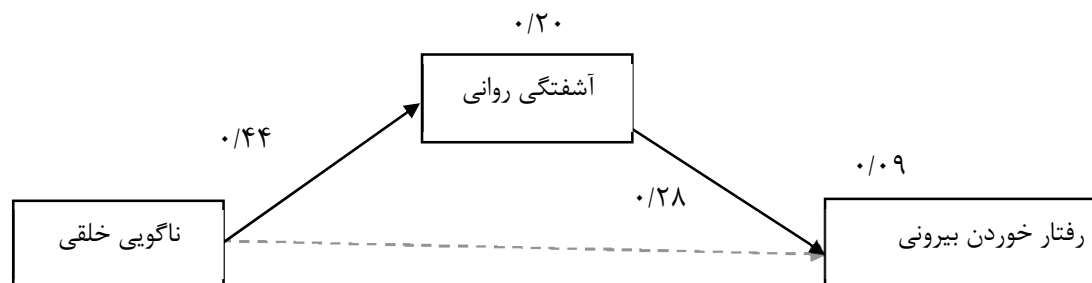 ۰/۲۰
آشفتگی روانی
۰/۴۴
۰/۰۹
۰/۲۸
ناگویی خلقی
رفتار خوردن بیرونی